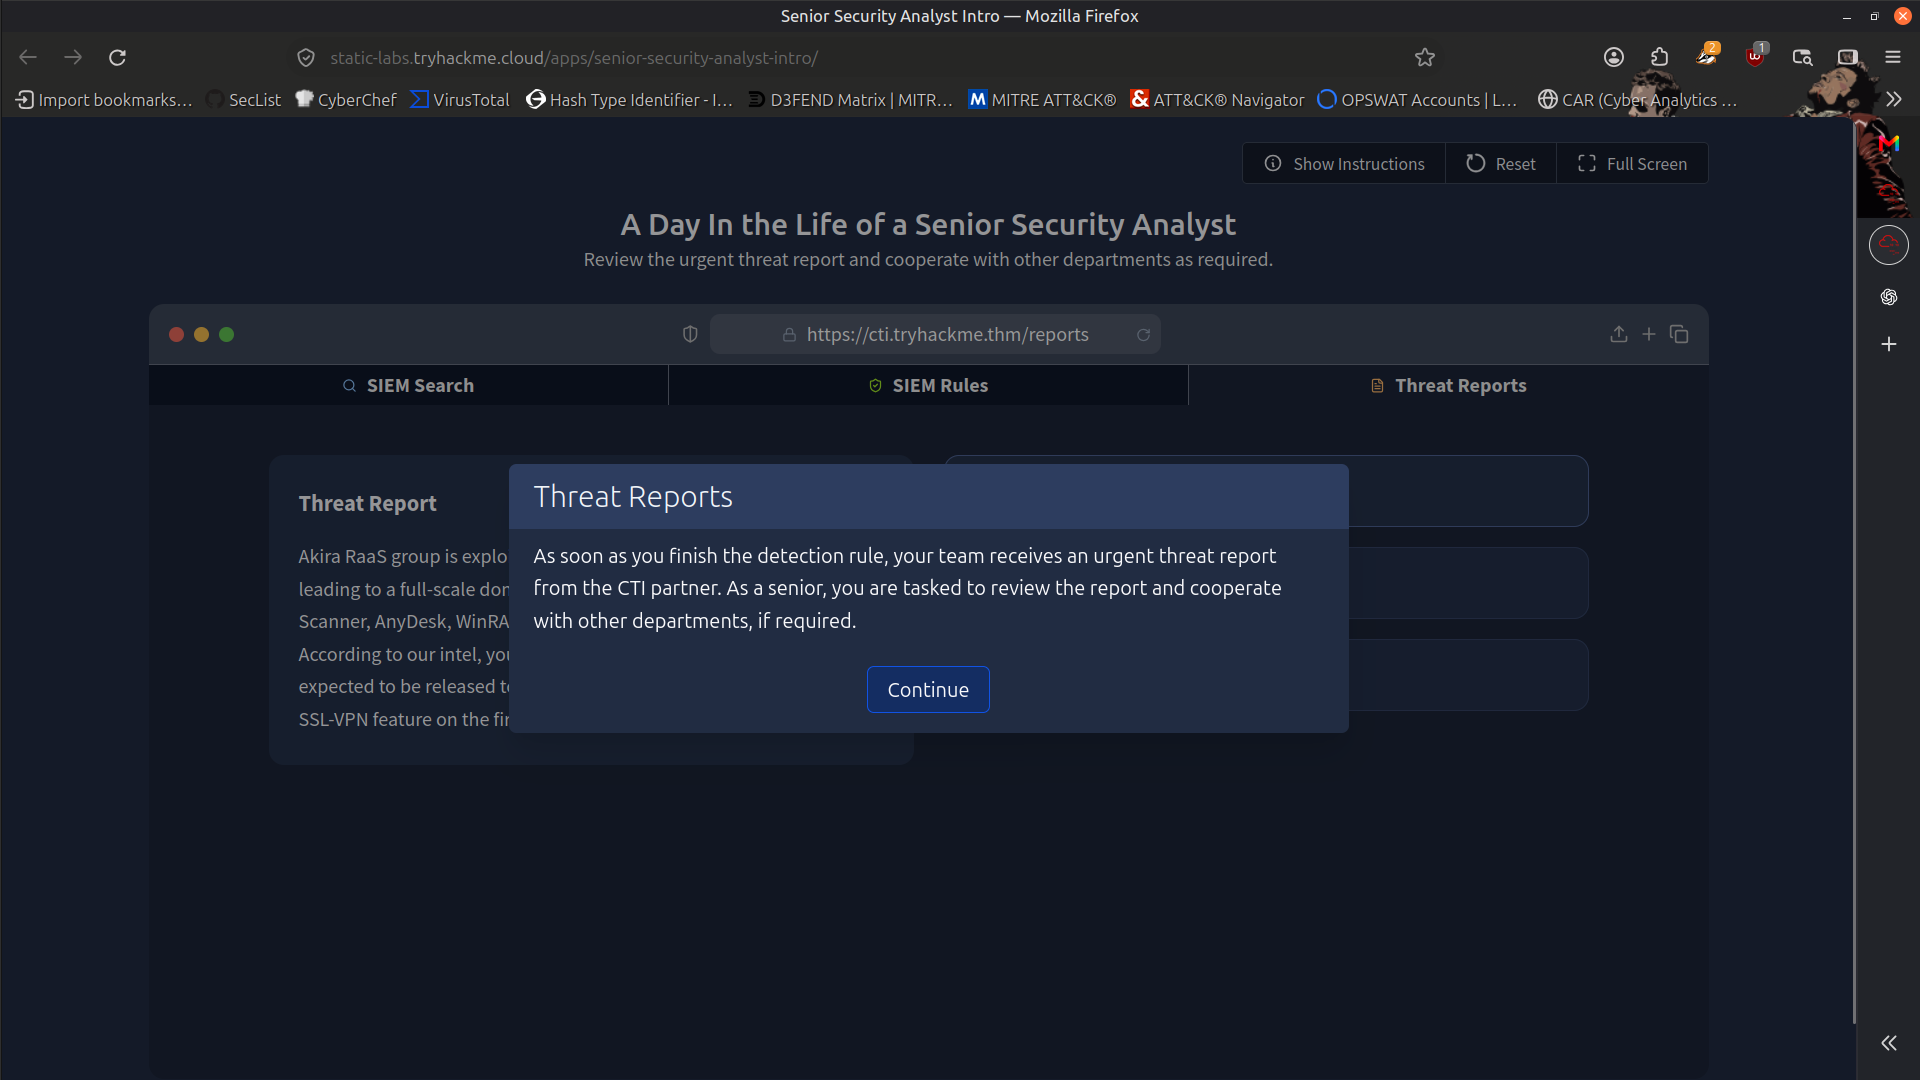 Senior Security Analyst Intro — Mozilla Firefox
static-labs.tryhackme.cloud/apps/senior-security-analyst-intro/
2
1
Import bookmarks… SecList CyberChef VirusTotal Hash Type Identifier - I… D3FEND Matrix | MITR… MITRE ATT&CK® ATT&CK® Navigator OPSWAT Accounts | L… CAR (Cyber Analytics …
Show Instructions Reset Full Screen
A Day In the Life of a Senior Security Analyst
Review the urgent threat report and cooperate with other departments as required.
https://cti.tryhackme.thm/reports
SIEM Search SIEM Rules Threat Reports
Threat Report
Akira RaaS group is explo
leading to a full-scale do
Scanner, AnyDesk, WinRA
According to our intel, yo
expected to be released t
SSL-VPN feature on the fi
Threat Reports
As soon as you finish the detection rule, your team receives an urgent threat report
from the CTI partner. As a senior, you are tasked to review the report and cooperate
with other departments, if required.
Continue